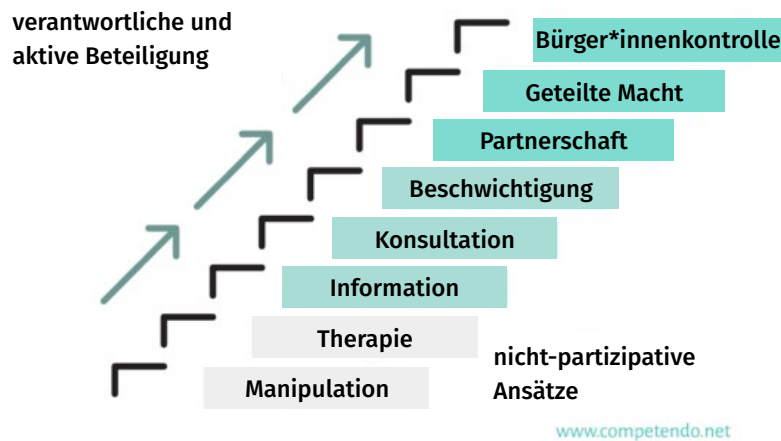 verantwortliche und
aktive Beteiligung
Bürger*innenkontrolle
Geteilte Macht
Partnerschaft
Beschwichtigung
Konsultation
Information
Therapie
Manipulation
nicht-partizipative
Ansätze
www.competendo.net